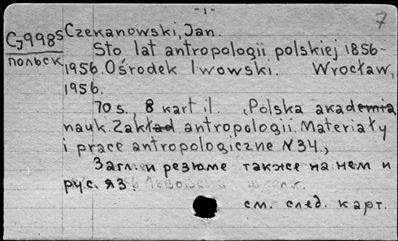 -1-
7
G998s Czekanowski, Jan.
польск Sto lat antropologii polskiej 1856-
1956. Ośrodek lwowski. Wrocław,
1956.
70 s., 8 kart il. (Polska akademia
nauk. Zakład antropologii. Materiały
i prace antropologiczne N34.)
Загл. и резюме также на нем и
рус. яз.
см. след. карт.